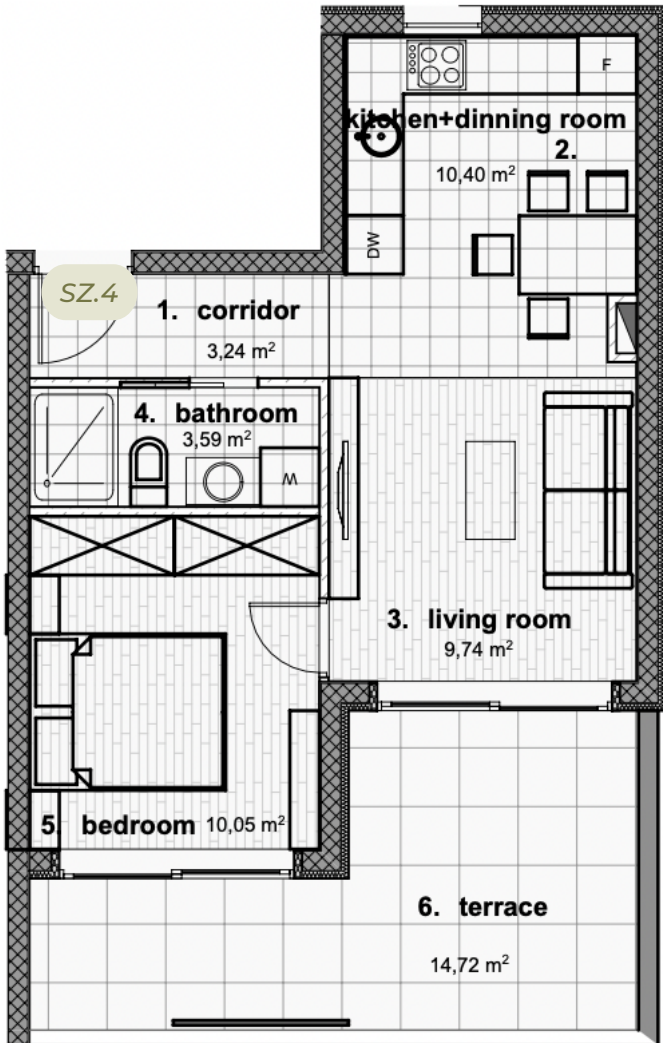 F
kitchen+dinning room
2.
10,40 m²
DW
SZ.4
1. corridor
3,24 m²
4. bathroom
3,59 m²
W
3. living room
9,74 m²
5. bedroom 10,05 m²
6. terrace
14,72 m²